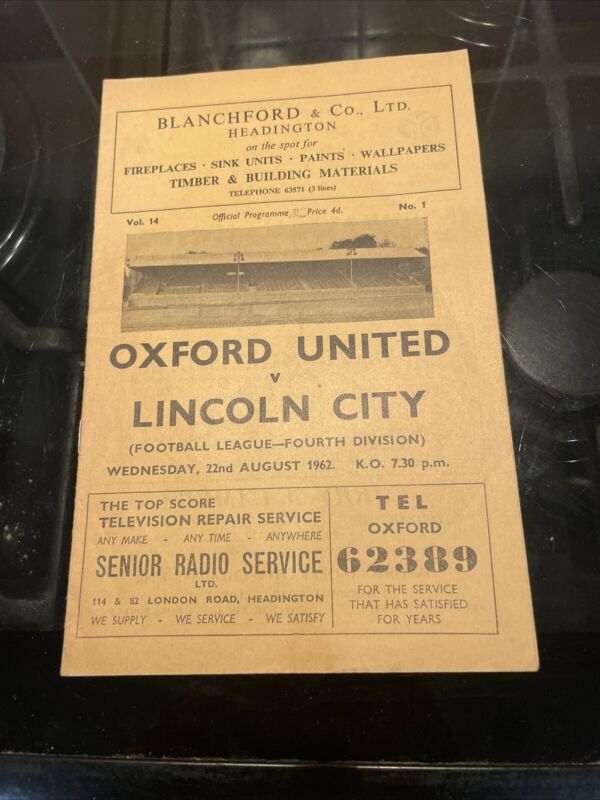 BLANCHFORD & Co., LTD.
HEADINGTON
on the spot for
FIREPLACES · SINK UNITS · PAINTS · WALLPAPERS
TIMBER & BUILDING MATERIALS
TELEPHONE 63571 (3 lines)
Vol. 14 Official Programme Price 4d. No. 1
OXFORD UNITED
v
LINCOLN CITY
(FOOTBALL LEAGUE—FOURTH DIVISION)
WEDNESDAY, 22nd AUGUST 1962. K.O. 7.30 p.m.
THE TOP SCORE
TELEVISION REPAIR SERVICE
ANY MAKE - ANY TIME - ANYWHERE
SENIOR RADIO SERVICE
LTD.
114 & 82 LONDON ROAD, HEADINGTON
WE SUPPLY - WE SERVICE - WE SATISFY
TEL
OXFORD
62389
FOR THE SERVICE
THAT HAS SATISFIED
FOR YEARS